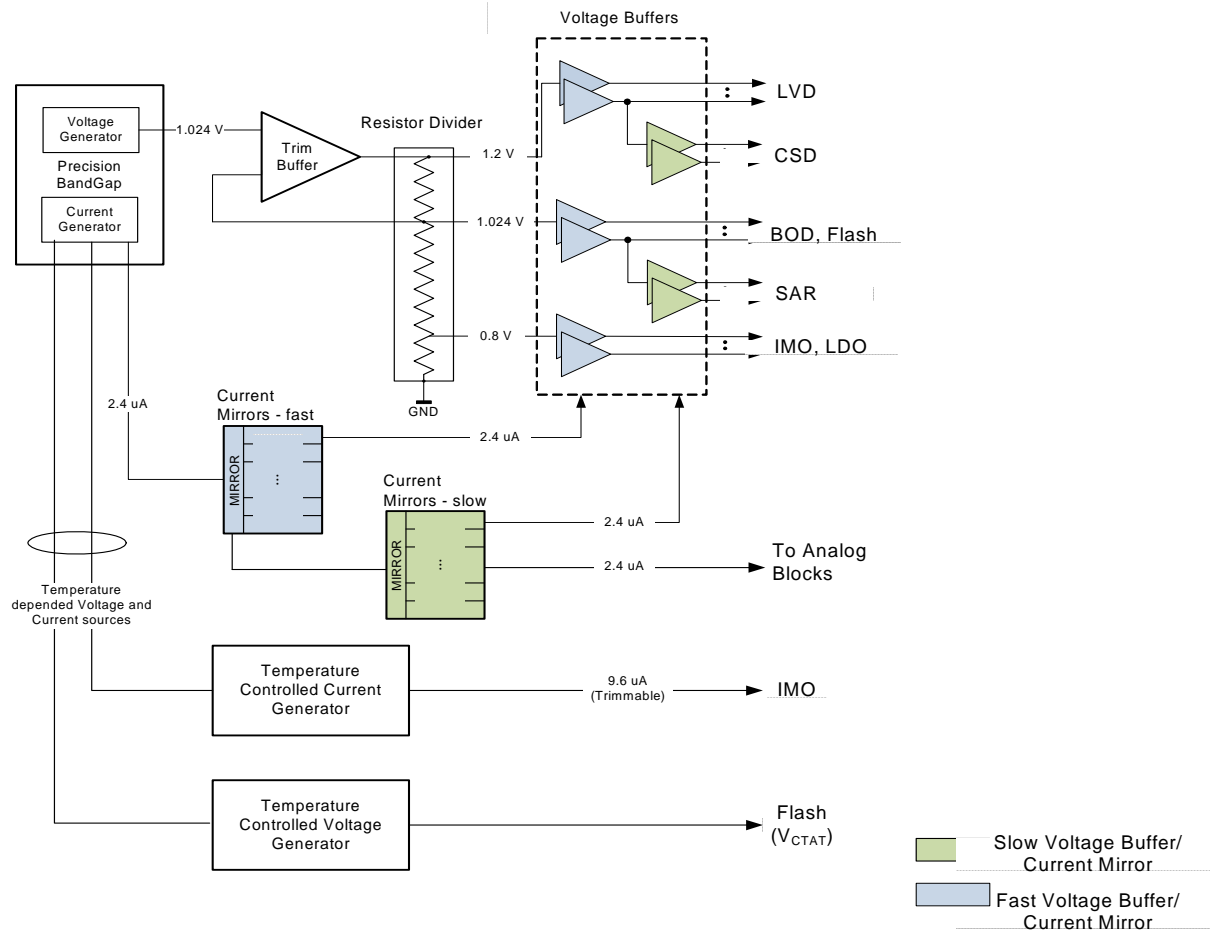 Voltage Buffers
Voltage
Generator
Precision
BandGap
Current
Generator
1.024 V
Trim
Buffer
Resistor Divider
1.2 V
1.024 V
0.8 V
GND
LVD
CSD
BOD, Flash
SAR
IMO, LDO
2.4 uA
Current
Mirrors - fast
MIRROR
...
2.4 uA
Current
Mirrors - slow
MIRROR
...
2.4 uA
2.4 uA
To Analog
Blocks
Temperature
depended Voltage and
Current sources
Temperature
Controlled Current
Generator
9.6 uA
(Trimmable)
IMO
Temperature
Controlled Voltage
Generator
Flash
(VCTAT)
Slow Voltage Buffer/
Current Mirror
Fast Voltage Buffer/
Current Mirror